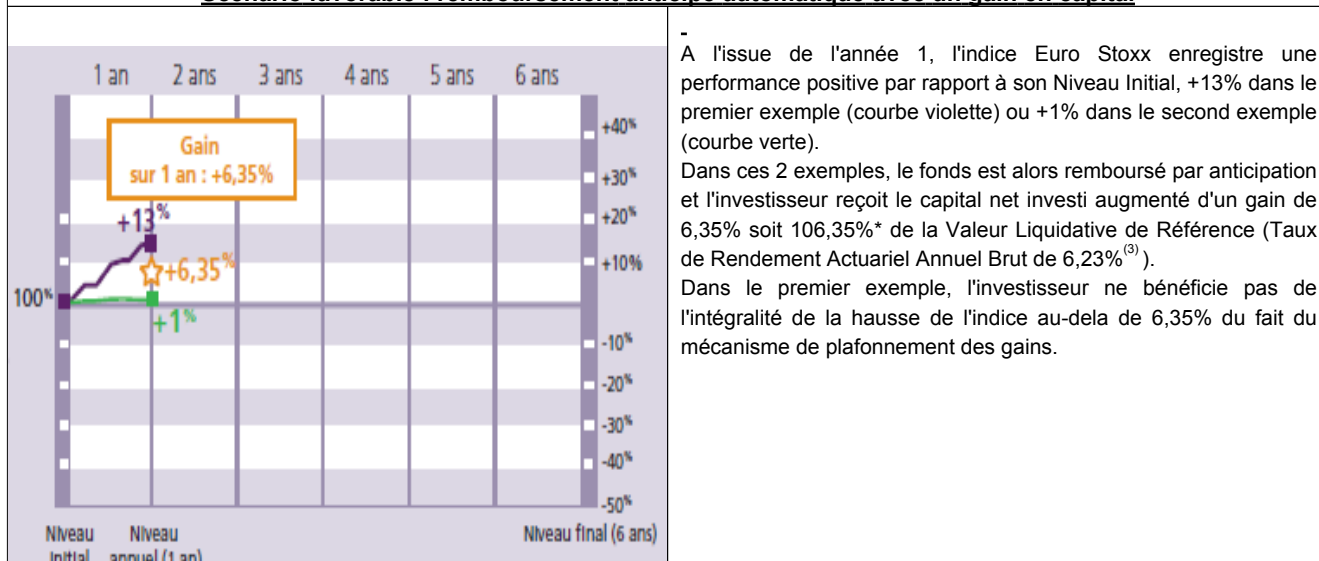 Scénario favorable : remboursement anticipé automatique avec un gain en capital
1 an 2 ans 3 ans 4 ans 5 ans 6 ans
Gain
sur 1 an : +6,35%
+13%
+6,35%
+1%
100%
+40%
+30%
+20%
+10%
-10%
-20%
-30%
-40%
-50%
Niveau initial
Niveau annuel (1 an)
Niveau final (6 ans)
-
A l'issue de l'année 1, l'indice Euro Stoxx enregistre une
performance positive par rapport à son Niveau Initial, +13% dans le
premier exemple (courbe violette) ou +1% dans le second exemple
(courbe verte).
Dans ces 2 exemples, le fonds est alors remboursé par anticipation
et l'investisseur reçoit le capital net investi augmenté d'un gain de
6,35% soit 106,35%* de la Valeur Liquidative de Référence (Taux
de Rendement Actuariel Annuel Brut de 6,23%(3) ).
Dans le premier exemple, l'investisseur ne bénéficie pas de
l'intégralité de la hausse de l'indice au-dela de 6,35% du fait du
mécanisme de plafonnement des gains.